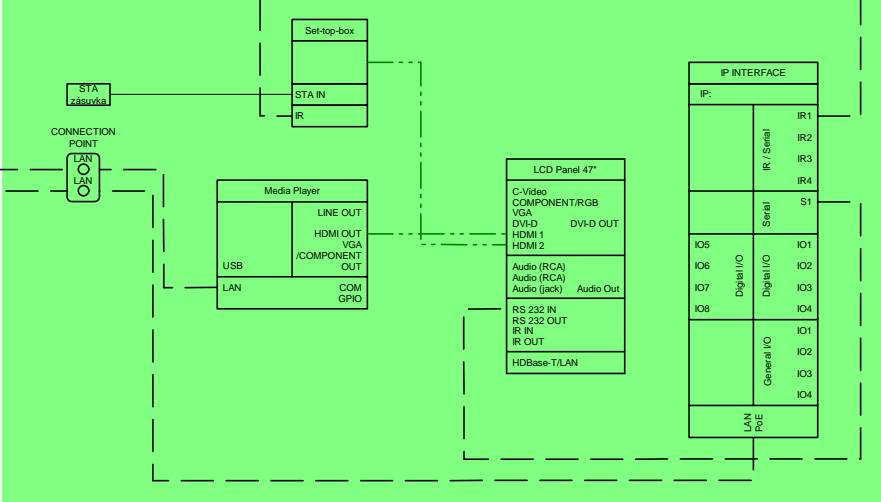 Set-top-box
STA IN
IR
STA
zásuvka
CONNECTION
POINT
LAN
LAN
Media Player
LINE OUT
HDMI OUT
VGA
/COMPONENT
OUT
USB
LAN
COM
GPIO
LCD Panel 47"
C-Video
COMPONENT/RGB
VGA
DVI-D DVI-D OUT
HDMI 1
HDMI 2
Audio (RCA)
Audio (RCA)
Audio (jack) Audio Out
RS 232 IN
RS 232 OUT
IR IN
IR OUT
HDBase-T/LAN
IP INTERFACE
IP:
IR / Serial
IR1
IR2
IR3
IR4
Serial
S1
IO5
IO6
IO7
IO8
Digital I/O
Digital I/O
IO1
IO2
IO3
IO4
General I/O
IO1
IO2
IO3
IO4
LAN
PoE